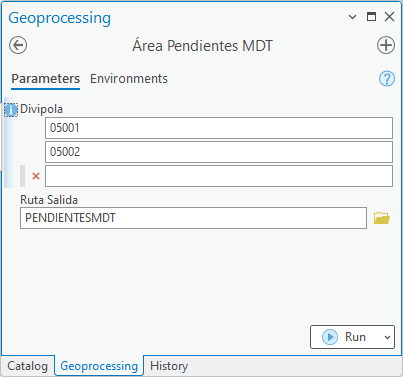 Geoprocessing
Área Pendientes MDT
Parameters Environments
Divipola
05001
05002
Ruta Salida
PENDIENTESMDT
Run
Catalog Geoprocessing History